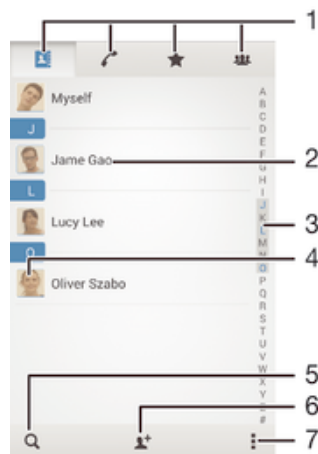 1
Myself
J
Jame Gao
2
L
Lucy Lee
O
Oliver Szabo
A
B
C
D
E
F
G
H
I
J
K
L
M
N
O
P
Q
R
S
T
U
V
W
X
Y
#
3
4
5
6
7